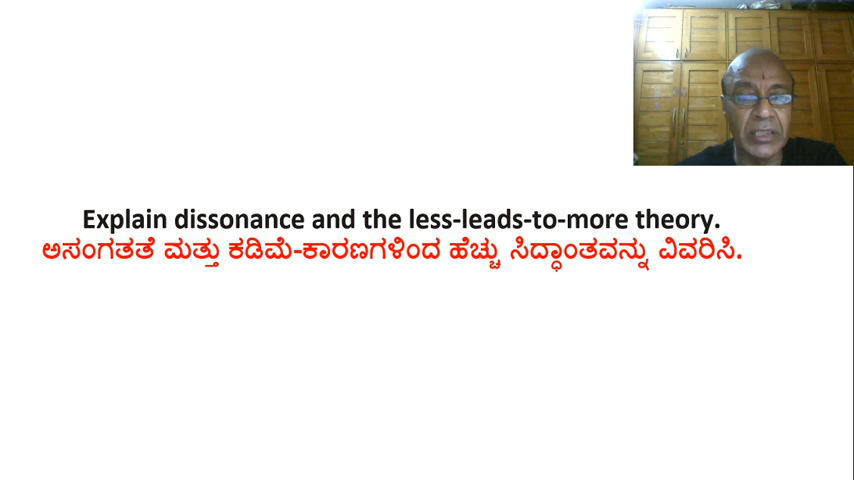 Explain dissonance and the less-leads-to-more theory.
ಅಸಂಗತತೆ ಮತ್ತು ಕಡಿಮೆ-ಕಾರಣಗಳಿಂದ ಹೆಚ್ಚು ಸಿದ್ಧಾಂತವನ್ನು ವಿವರಿಸಿ.